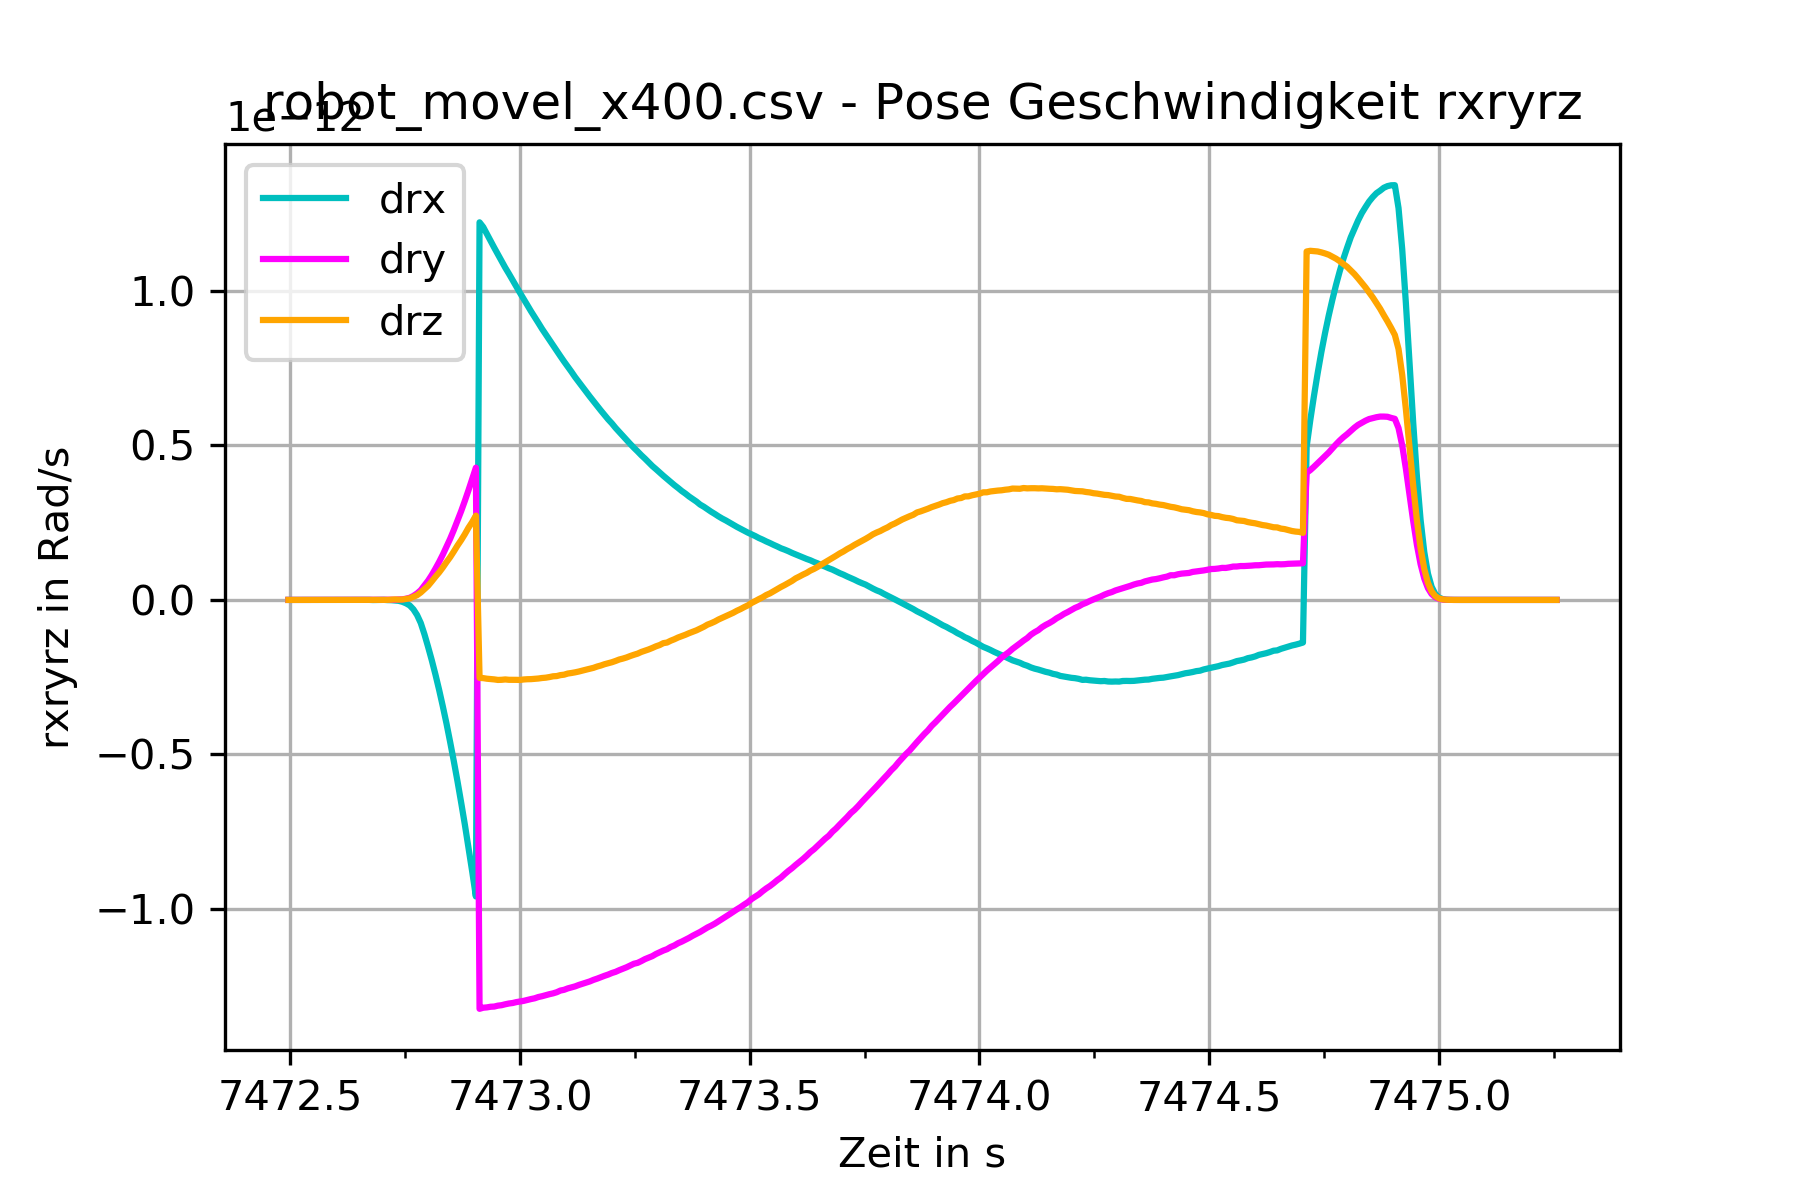 robot_movel_x400.csv - Pose Geschwindigkeit rxryrz
1e−12
drx
dry
drz
1.0
0.5
0.0
−0.5
−1.0
rxryrz in Rad/s
7472.5 7473.0 7473.5 7474.0 7474.5 7475.0
Zeit in s